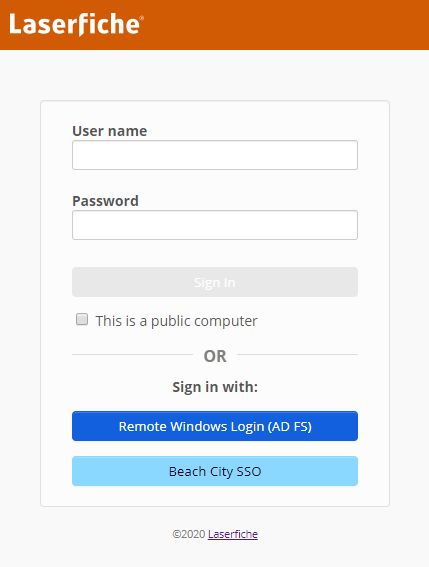 Laserfiche®
User name
Password
Sign In
This is a public computer
OR
Sign in with:
Remote Windows Login (AD FS)
Beach City SSO
©2020 Laserfiche